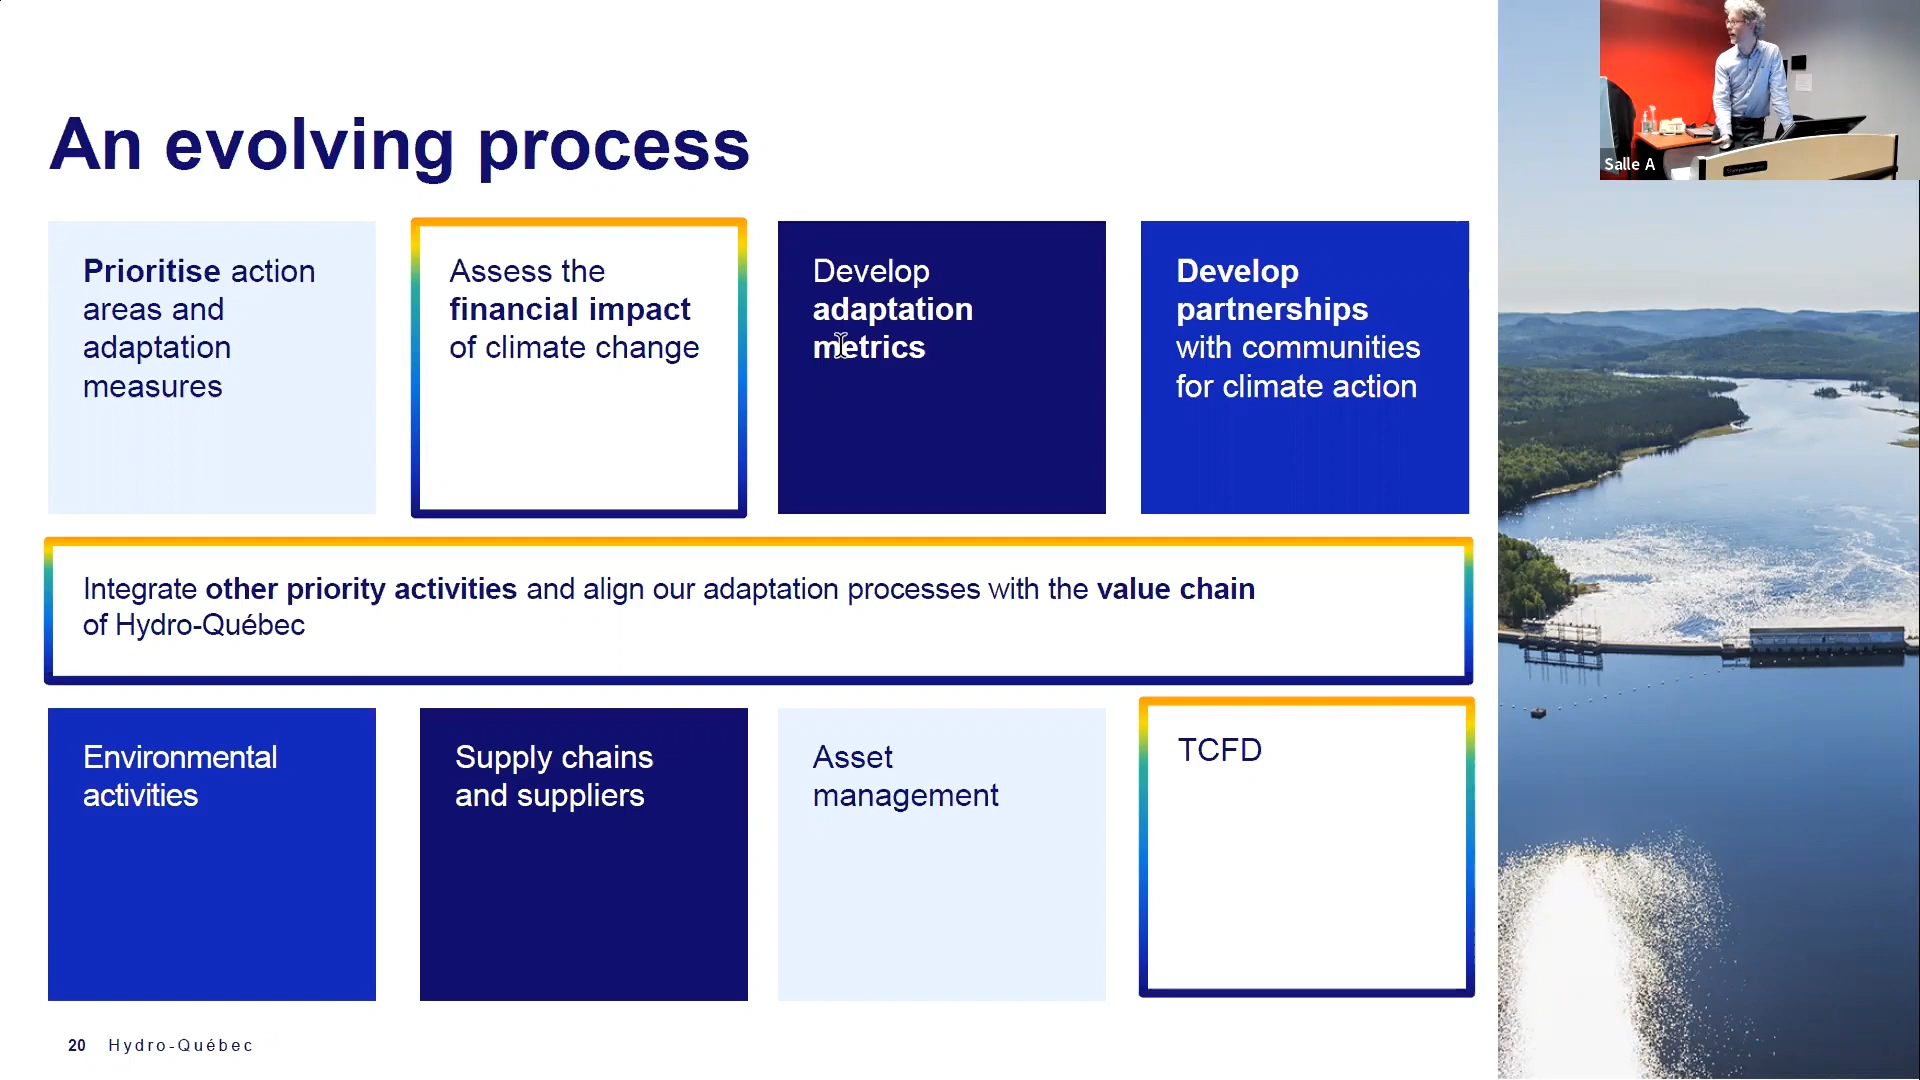 An evolving process
Salle A
Prioritise action
areas and
adaptation
measures
Assess the
financial impact
of climate change
Develop
adaptation
metrics
Develop
partnerships
with communities
for climate action
Integrate other priority activities and align our adaptation processes with the value chain
of Hydro-Québec
Environmental
activities
Supply chains
and suppliers
Asset
management
TCFD
20 Hydro-Québec